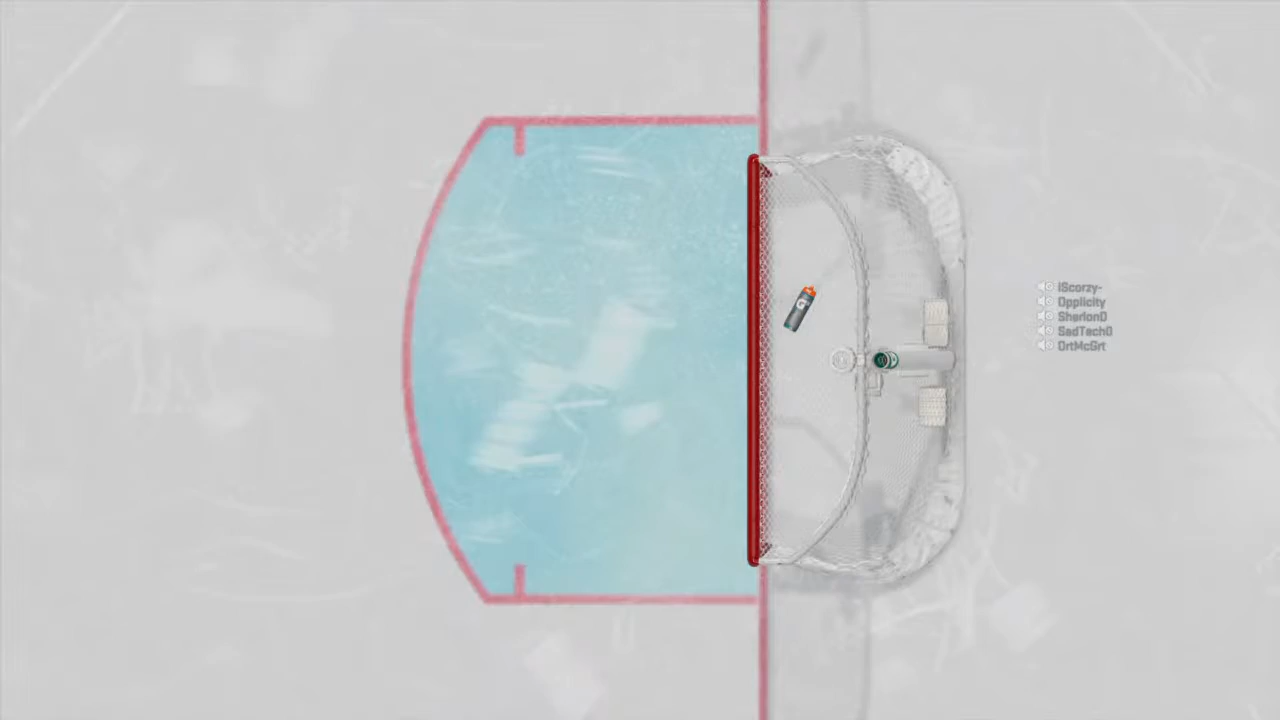 iScorzy-
Opplicity
SherlonD
SadTech0
DrtMcGrt